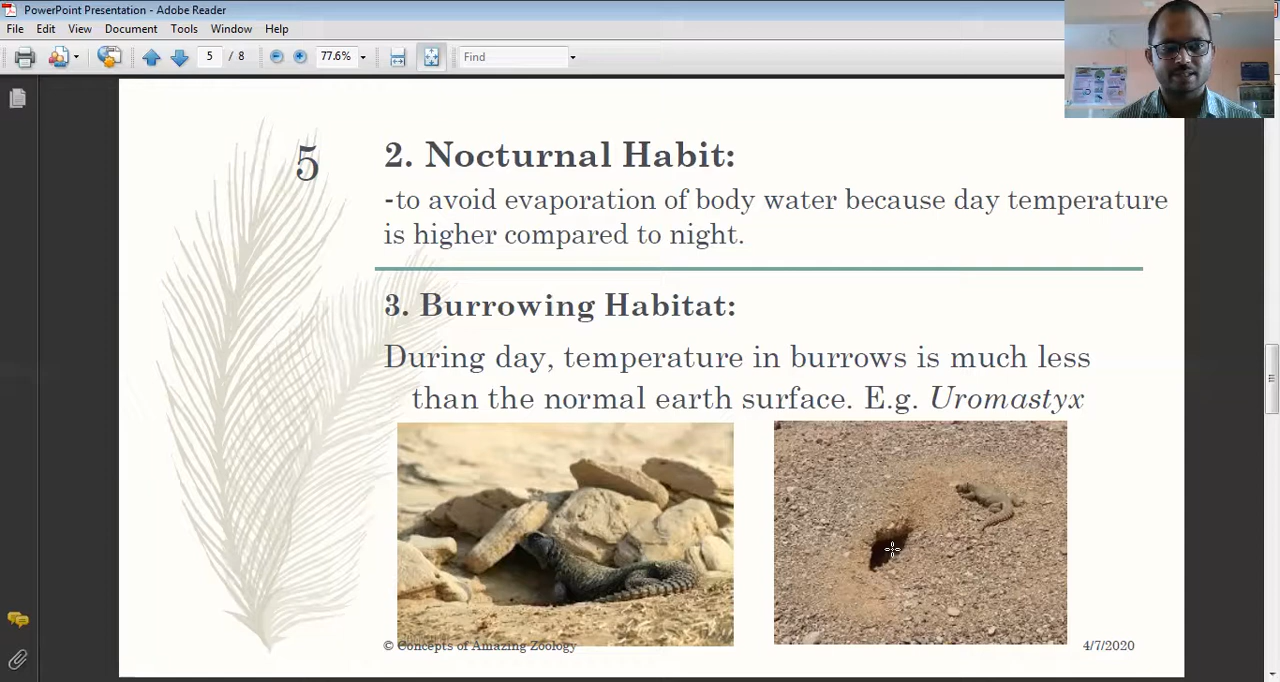 PowerPoint Presentation - Adobe Reader
File Edit View Document Tools Window Help
5 / 8 77.6% Find
5
2. Nocturnal Habit:
-to avoid evaporation of body water because day temperature
is higher compared to night.
3. Burrowing Habitat:
During day, temperature in burrows is much less
than the normal earth surface. E.g. Uromastyx
© Concepts of Amazing Zoology
4/7/2020